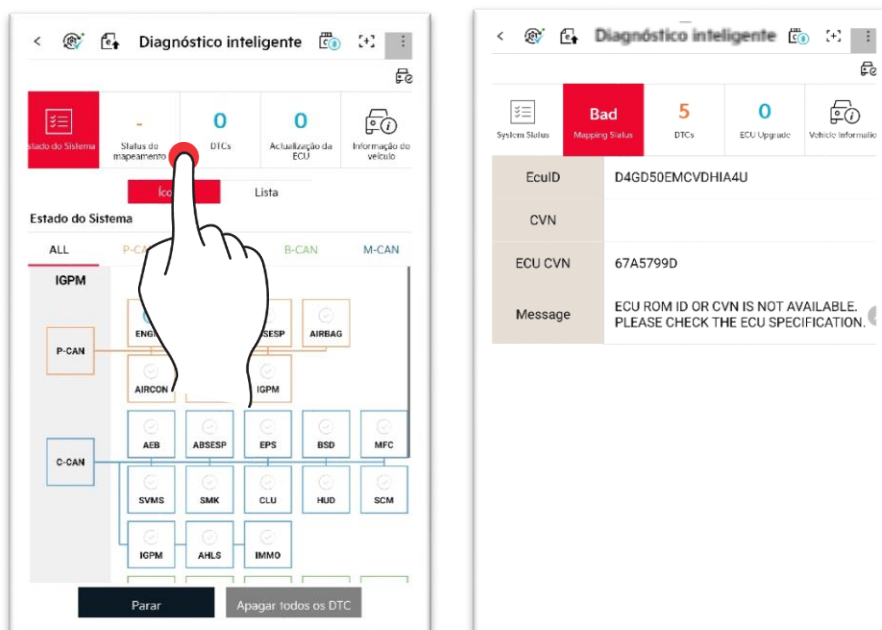 Diagnóstico inteligente
-
0
0
Estado do Sistema
Status do
mapeamento
DTCs
Actualização da
ECU
Informação do
veículo
Lista
Estado do Sistema
ALL
B-CAN
M-CAN
IGPM
P-CAN
AIRBAG
AIRCON
IGPM
C-CAN
AEB
ABSESP
EPS
BSD
MFC
SVMS
SMK
CLU
HUD
SCM
IGPM
AHLS
IMMO
Parar
Apagar todos os DTC
Diagnóstico inteligente
Bad
5
0
System Status
Mapping Status
DTCs
ECU Upgrade
Vehicle Informatio
EcuID
D4GD50EMCVDHIA4U
CVN
ECU CVN
67A5799D
Message
ECU ROM ID OR CVN IS NOT AVAILABLE.
PLEASE CHECK THE ECU SPECIFICATION.